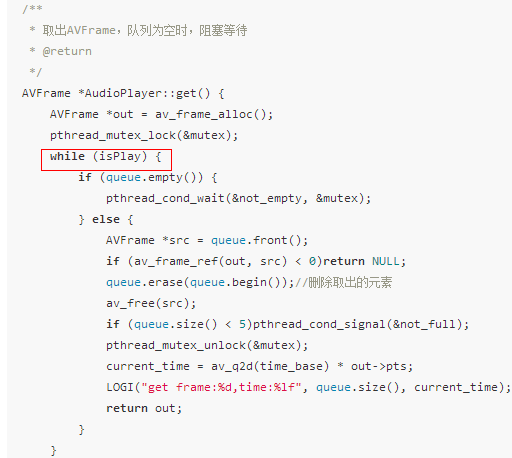 /**
 * 取出AVFrame，队列为空时，阻塞等待
 * @return
 */
AVFrame *AudioPlayer::get() {
    AVFrame *out = av_frame_alloc();
    pthread_mutex_lock(&mutex);
    while (isPlay) {
        if (queue.empty()) {
            pthread_cond_wait(&not_empty, &mutex);
        } else {
            AVFrame *src = queue.front();
            if (av_frame_ref(out, src) < 0)return NULL;
            queue.erase(queue.begin());//删除取出的元素
            av_free(src);
            if (queue.size() < 5)pthread_cond_signal(&not_full);
            pthread_mutex_unlock(&mutex);
            current_time = av_q2d(time_base) * out->pts;
            LOGI("get frame:%d,time:%lf", queue.size(), current_time);
            return out;
        }
    }